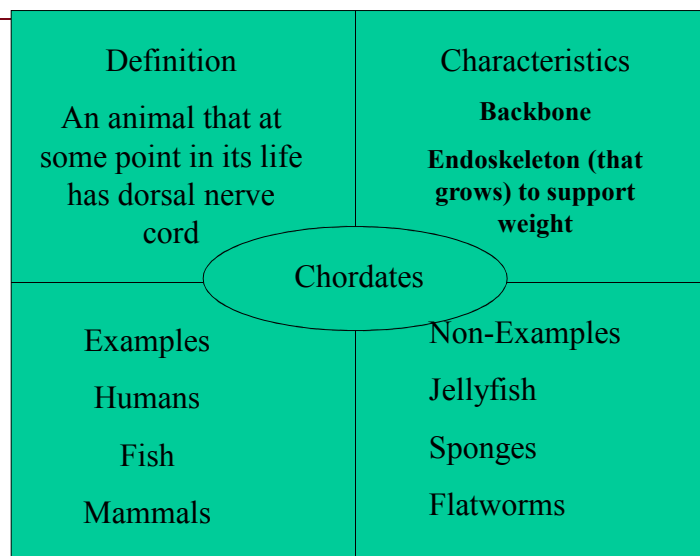 Definition
An animal that at
some point in its life
has dorsal nerve
cord
Characteristics
Backbone
Endoskeleton (that
grows) to support
weight
Chordates
Examples
Humans
Fish
Mammals
Non-Examples
Jellyfish
Sponges
Flatworms